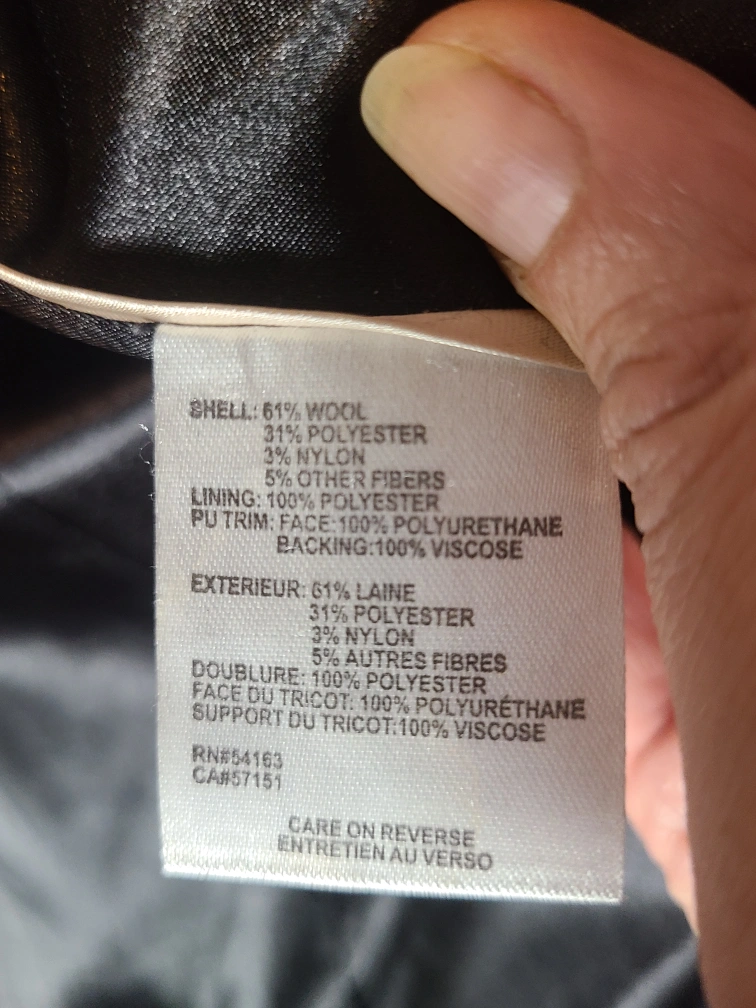 SHELL: 61% WOOL
31% POLYESTER
3% NYLON
5% OTHER FIBERS
LINING: 100% POLYESTER
PU TRIM: FACE:100% POLYURETHANE
BACKING:100% VISCOSE
EXTERIEUR: 61% LAINE
31% POLYESTER
3% NYLON
5% AUTRES FIBRES
DOUBLURE: 100% POLYESTER
FACE DU TRICOT: 100% POLYURÉTHANE
SUPPORT DU TRICOT:100% VISCOSE
RN#54163
CA#57151
CARE ON REVERSE
ENTRETIEN AU VERSO